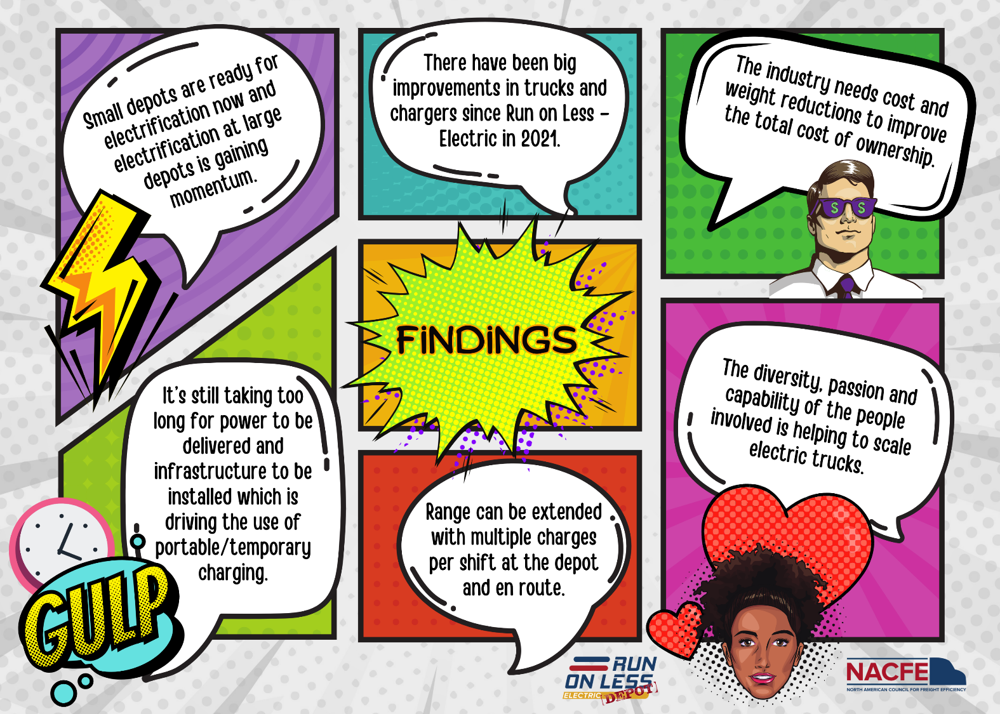 Small depots are ready for
electrification now and
electrification at large
depots is gaining
momentum.
There have been big
improvements in trucks and
chargers since Run on Less –
Electric in 2021.
The industry needs cost and
weight reductions to improve
the total cost of ownership.
$ $
FiNDiNGS
It's still taking too
long for power to be
delivered and
infrastructure to be
installed which is
driving the use of
portable/temporary
charging.
GULP
Range can be extended
with multiple charges
per shift at the depot
and en route.
The diversity, passion and
capability of the people
involved is helping to scale
electric trucks.
RUN
ON LESS
ELECTRIC DEPOT
NACFE
NORTH AMERICAN COUNCIL FOR FREIGHT EFFICIENCY